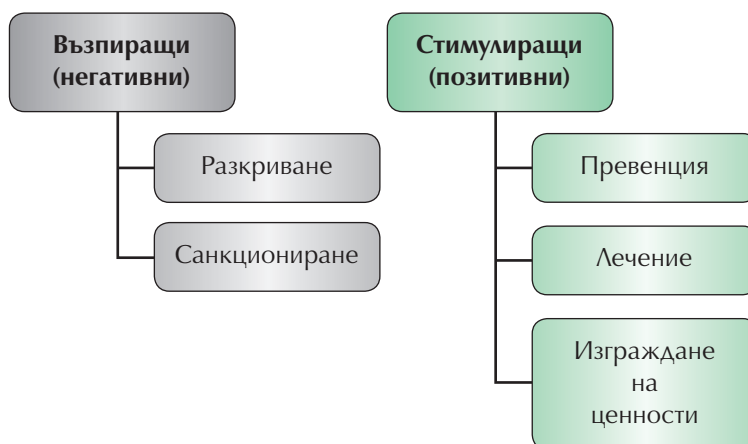 Възпиращи
(негативни)
Разкриване
Санкциониране
Стимулиращи
(позитивни)
Превенция
Лечение
Изграждане
на
ценности